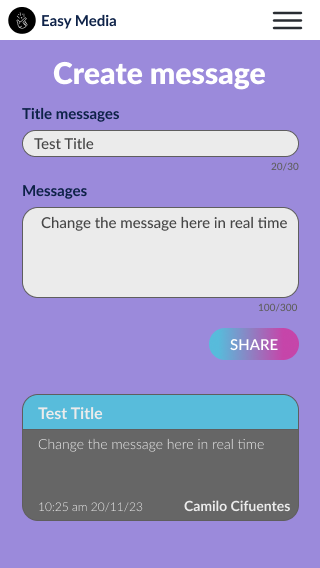 Easy Media
Create message
Title messages
Test Title
20/30
Messages
Change the message here in real time
100/300
SHARE
Test Title
Change the message here in real time
10:25 am 20/11/23
Camilo Cifuentes